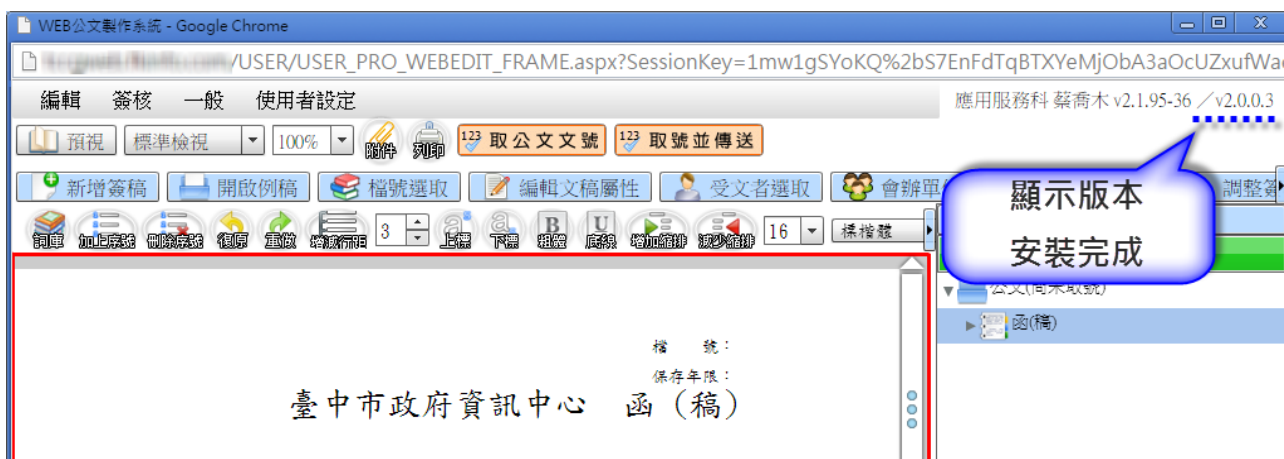 WEB公文製作系統 - Google Chrome
/USER/USER_PRO_WEBEDIT_FRAME.aspx?SessionKey=1mw1gSYoKQ%2bS7EnFdTqBTXYeMjObA3aOcUZxufWa
編輯 簽核 一般 使用者設定 應用服務科 蔡喬木 v2.1.95-36 ／v2.0.0.3
預視 標準檢視 100% 附件 列印 123 取公文文號 123 取號並傳送
新增簽稿 開啟例稿 檔號選取 編輯文稿屬性 受文者選取 會辦單 調整簽
詞庫 加上序號 刪除序號 復原 重做 增減行距 3 上標 下標 B 粗體 U 底線 增加縮排 減少縮排 16 標楷體
顯示版本
安裝完成
公文(尚未取號)
函(稿)
檔 號：
保存年限：
臺中市政府資訊中心 函（稿）